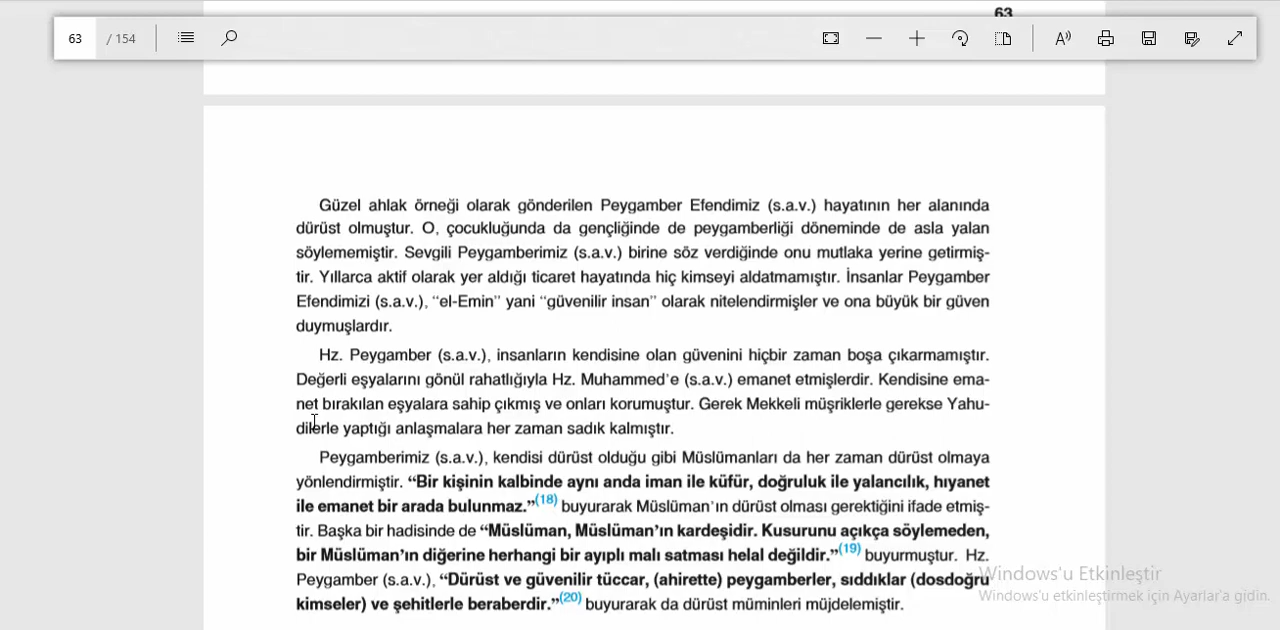 63
63 / 154
Güzel ahlak örneği olarak gönderilen Peygamber Efendimiz (s.a.v.) hayatının her alanında
dürüst olmuştur. O, çocukluğunda da gençliğinde de peygamberliği döneminde de asla yalan
söylememiştir. Sevgili Peygamberimiz (s.a.v.) birine söz verdiğinde onu mutlaka yerine getirmiş-
tir. Yıllarca aktif olarak yer aldığı ticaret hayatında hiç kimseyi aldatmamıştır. İnsanlar Peygamber
Efendimizi (s.a.v.), “el-Emin” yani “güvenilir insan” olarak nitelendirmişler ve ona büyük bir güven
duymuşlardır.
Hz. Peygamber (s.a.v.), insanların kendisine olan güvenini hiçbir zaman boşa çıkarmamıştır.
Değerli eşyalarını gönül rahatlığıyla Hz. Muhammed’e (s.a.v.) emanet etmişlerdir. Kendisine ema-
net bırakılan eşyalara sahip çıkmış ve onları korumuştur. Gerek Mekkeli müşriklerle gerekse Yahu-
dilerle yaptığı anlaşmalara her zaman sadık kalmıştır.
Peygamberimiz (s.a.v.), kendisi dürüst olduğu gibi Müslümanları da her zaman dürüst olmaya
yönlendirmiştir. “Bir kişinin kalbinde aynı anda iman ile küfür, doğruluk ile yalancılık, hıyanet
ile emanet bir arada bulunmaz.”(18) buyurarak Müslüman’ın dürüst olması gerektiğini ifade etmiş-
tir. Başka bir hadisinde de “Müslüman, Müslüman’ın kardeşidir. Kusurunu açıkça söylemeden,
bir Müslüman’ın diğerine herhangi bir ayıplı malı satması helal değildir.”(19) buyurmuştur. Hz.
Peygamber (s.a.v.), “Dürüst ve güvenilir tüccar, (ahirette) peygamberler, sıddıklar (dosdoğru
kimseler) ve şehitlerle beraberdir.”(20) buyurarak da dürüst müminleri müjdelemiştir.
Windows'u Etkinleştir
Windows'u etkinleştirmek için Ayarlar'a gidin.